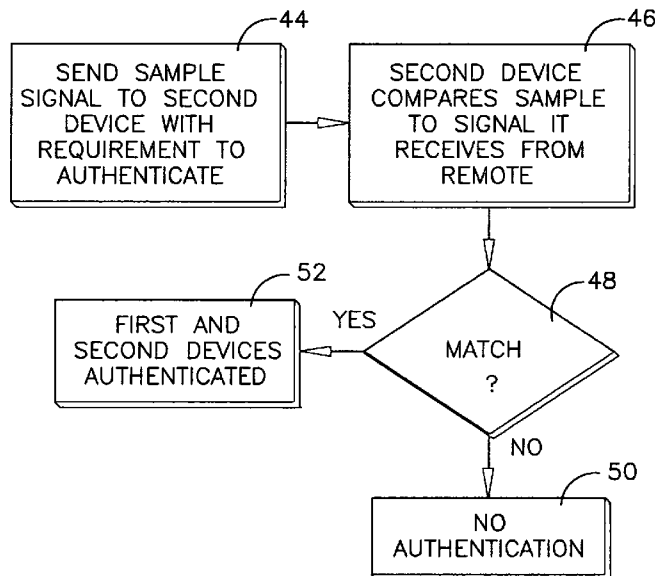 44
SEND SAMPLE
SIGNAL TO SECOND
DEVICE WITH
REQUIREMENT TO
AUTHENTICATE
46
SECOND DEVICE
COMPARES SAMPLE
TO SIGNAL IT
RECEIVES FROM
REMOTE
48
MATCH
?
YES
52
FIRST AND
SECOND DEVICES
AUTHENTICATED
NO
50
NO
AUTHENTICATION